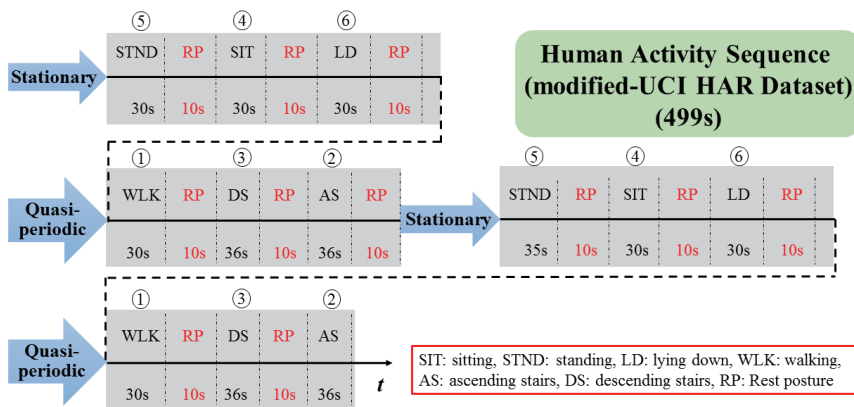 ⑤ ④ ⑥
STND RP SIT RP LD RP
Stationary
30s 10s 30s 10s 30s 10s
Human Activity Sequence
(modified-UCI HAR Dataset)
(499s)
① ③ ②
WLK RP DS RP AS RP
Quasi-
periodic
30s 10s 36s 10s 36s 10s
Stationary
⑤ ④ ⑥
STND RP SIT RP LD RP
35s 10s 30s 10s 30s 10s
① ③ ②
WLK RP DS RP AS
Quasi-
periodic
t
30s 10s 36s 10s 36s
SIT: sitting, STND: standing, LD: lying down, WLK: walking,
AS: ascending stairs, DS: descending stairs, RP: Rest posture